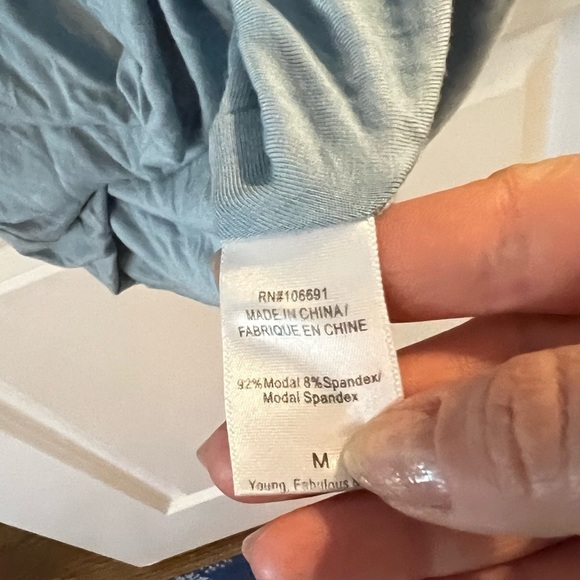 RN#106691
MADE IN CHINA/
FABRIQUE EN CHINE
92%Modal 8%Spandex/
Modal Spandex
M
Young, Fabulous &